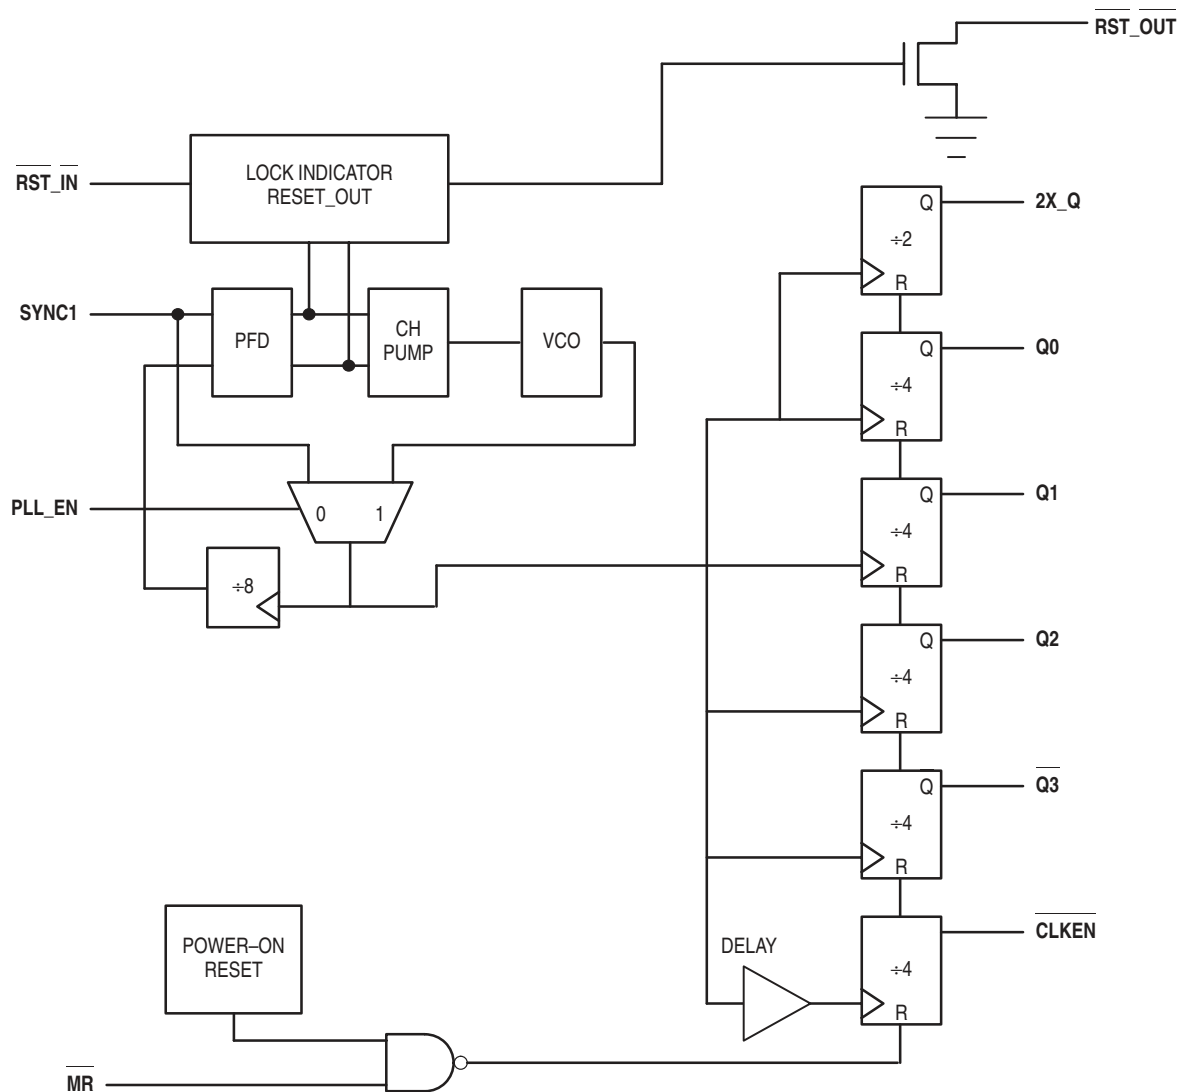 RST_OUT
LOCK INDICATOR
RESET_OUT
RST_IN
Q
2X_Q
÷2
R
SYNC1
PFD
CH
PUMP
VCO
Q
Q0
÷4
R
PLL_EN
0
1
Q
Q1
÷4
R
÷8
Q
Q2
÷4
R
Q̅
Q3
÷4
R
POWER–ON
RESET
DELAY
CLKEN
÷4
R
MR